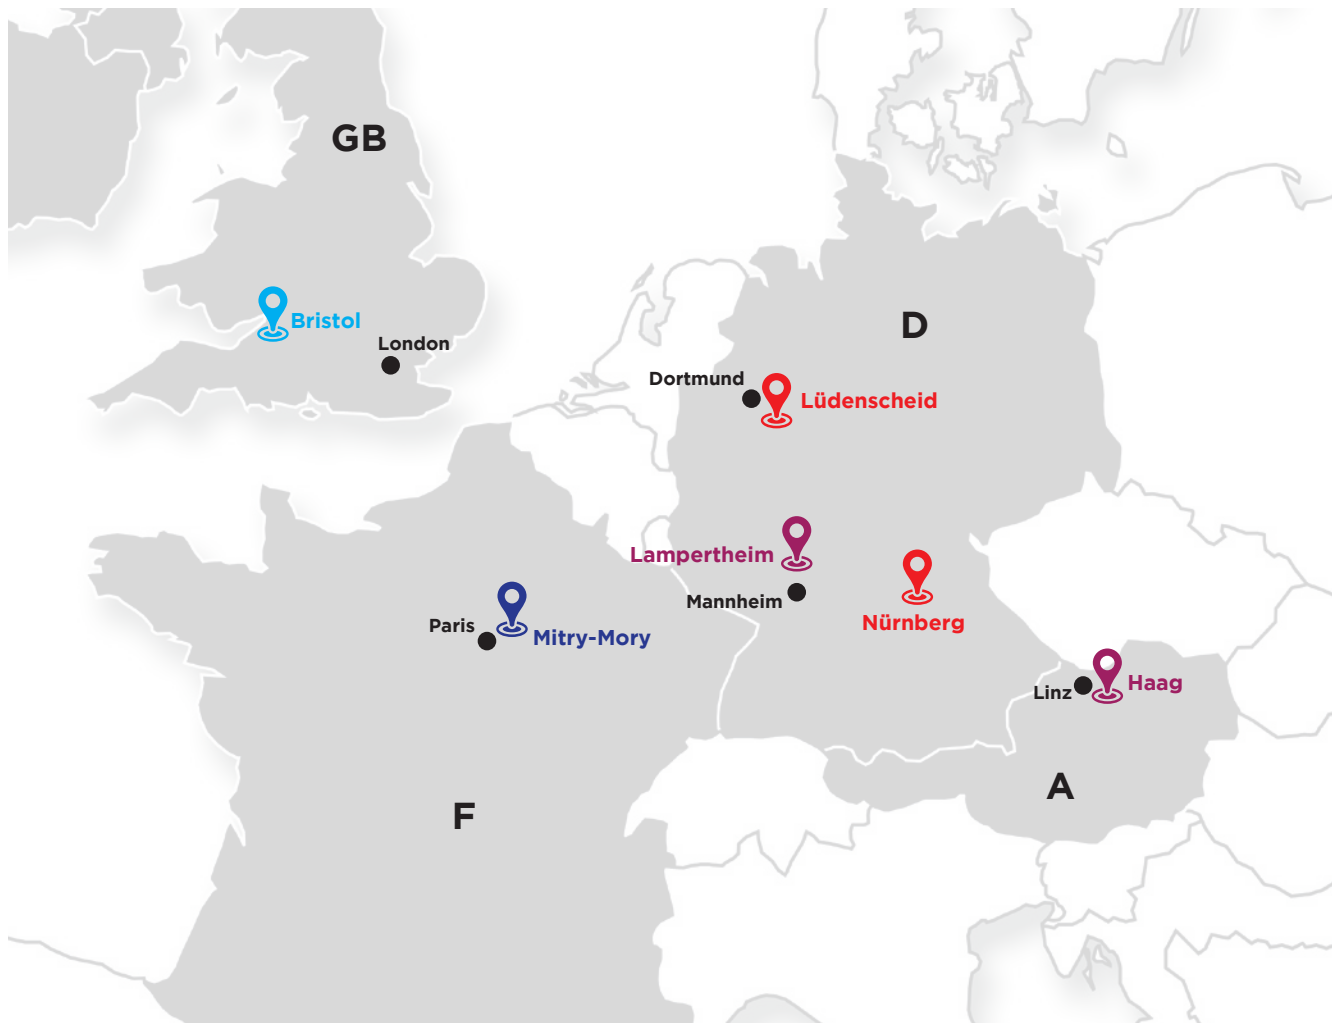 GB
Bristol
London
D
Dortmund
Lüdenscheid
Lampertheim
Mannheim
Nürnberg
Paris
Mitry-Mory
Linz
Haag
A
F